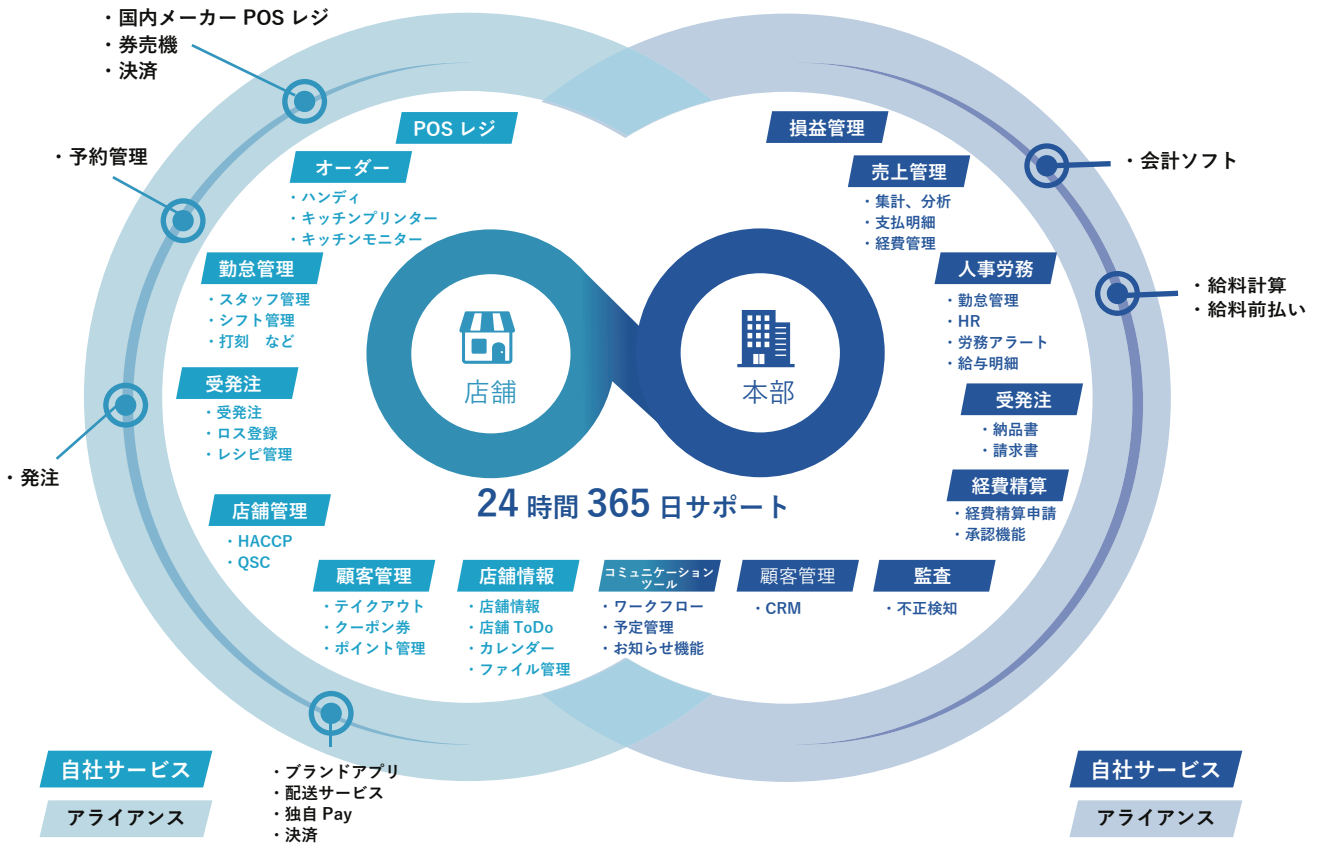 ・国内メーカー POS レジ
・券売機
・決済
・予約管理
・発注
・ブランドアプリ
・配送サービス
・独自 Pay
・決済
POS レジ
オーダー
・ハンディ
・キッチンプリンター
・キッチンモニター
勤怠管理
・スタッフ管理
・シフト管理
・打刻　など
受発注
・受発注
・ロス登録
・レシピ管理
店舗管理
・HACCP
・QSC
顧客管理
・テイクアウト
・クーポン券
・ポイント管理
店舗情報
・店舗情報
・店舗 ToDo
・カレンダー
・ファイル管理
コミュニケーション
ツール
・ワークフロー
・予定管理
・お知らせ機能
顧客管理
・CRM
監査
・不正検知
店舗
本部
24 時間 365 日サポート
損益管理
売上管理
・集計、分析
・支払明細
・経費管理
人事労務
・勤怠管理
・HR
・労務アラート
・給与明細
受発注
・納品書
・請求書
経費精算
・経費精算申請
・承認機能
・会計ソフト
・給料計算
・給料前払い
自社サービス
アライアンス
自社サービス
アライアンス